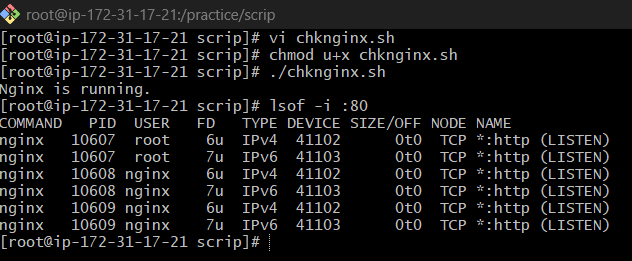 root@ip-172-31-17-21:/practice/scrip
[root@ip-172-31-17-21 scrip]# vi chknginx.sh
[root@ip-172-31-17-21 scrip]# chmod u+x chknginx.sh
[root@ip-172-31-17-21 scrip]# ./chknginx.sh
Nginx is running.
[root@ip-172-31-17-21 scrip]# lsof -i :80
COMMAND   PID  USER   FD   TYPE DEVICE SIZE/OFF NODE NAME
nginx   10607  root    6u  IPv4  41102      0t0  TCP *:http (LISTEN)
nginx   10607  root    7u  IPv6  41103      0t0  TCP *:http (LISTEN)
nginx   10608 nginx    6u  IPv4  41102      0t0  TCP *:http (LISTEN)
nginx   10608 nginx    7u  IPv6  41103      0t0  TCP *:http (LISTEN)
nginx   10609 nginx    6u  IPv4  41102      0t0  TCP *:http (LISTEN)
nginx   10609 nginx    7u  IPv6  41103      0t0  TCP *:http (LISTEN)
[root@ip-172-31-17-21 scrip]#